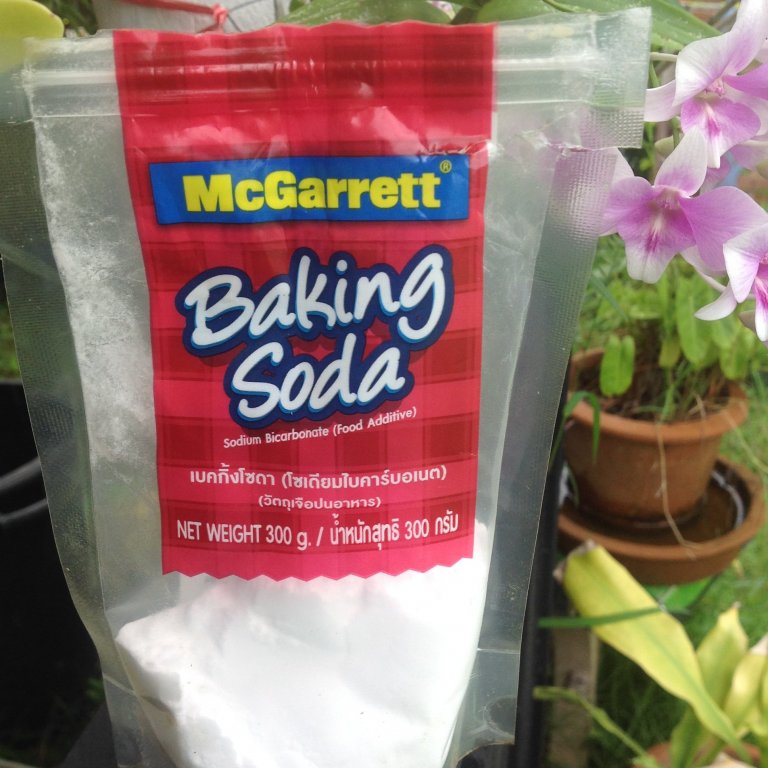 McGarrett®
Baking
Soda
Sodium Bicarbonate (Food Additive)
เบคกิ้งโซดา (โซเดียมไบคาร์บอเนต)
(วัตถุเจือปนอาหาร)
NET WEIGHT 300 g. / น้ำหนักสุทธิ 300 กรัม